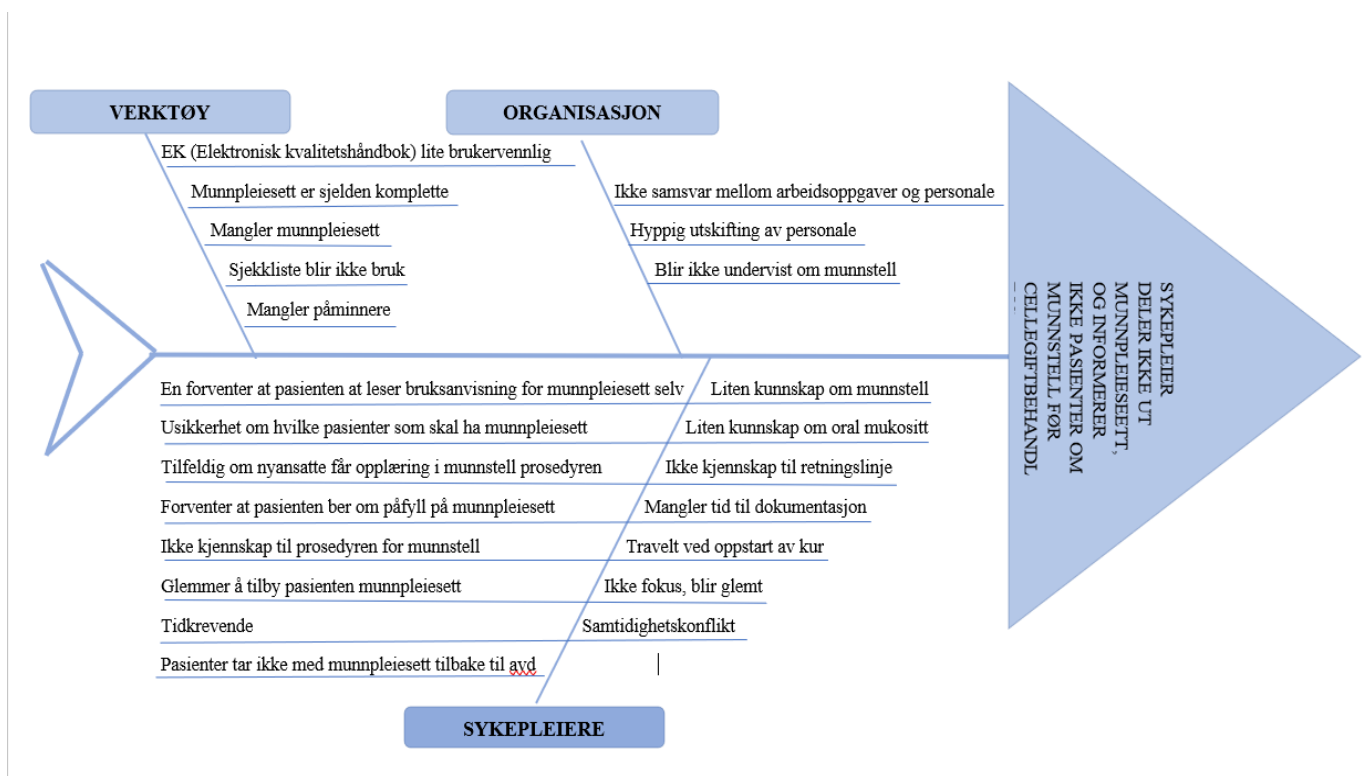 VERKTØY
EK (Elektronisk kvalitetshåndbok) lite brukervennlig
Munnpleiesett er sjelden komplette
Mangler munnpleiesett
Sjekkliste blir ikke bruk
Mangler påminnere
ORGANISASJON
Ikke samsvar mellom arbeidsoppgaver og personale
Hyppig utskifting av personale
Blir ikke undervist om munnstell
En forventer at pasienten at leser bruksanvisning for munnpleiesett selv
Usikkerhet om hvilke pasienter som skal ha munnpleiesett
Tilfeldig om nyansatte får opplæring i munnstell prosedyren
Forventer at pasienten ber om påfyll på munnpleiesett
Ikke kjennskap til prosedyren for munnstell
Glemmer å tilby pasienten munnpleiesett
Tidkrevende
Pasienter tar ikke med munnpleiesett tilbake til avd
Liten kunnskap om munnstell
Liten kunnskap om oral mukositt
Ikke kjennskap til retningslinje
Mangler tid til dokumentasjon
Travelt ved oppstart av kur
Ikke fokus, blir glemt
Samtidighetskonflikt
SYKEPLEIERE
SYKEPLEIER
DELER IKKE UT
MUNNPLEIESETT,
OG INFORMERER
IKKE PASIENTER OM
MUNNSTELL FØR
CELLEGIFTBEHANDL